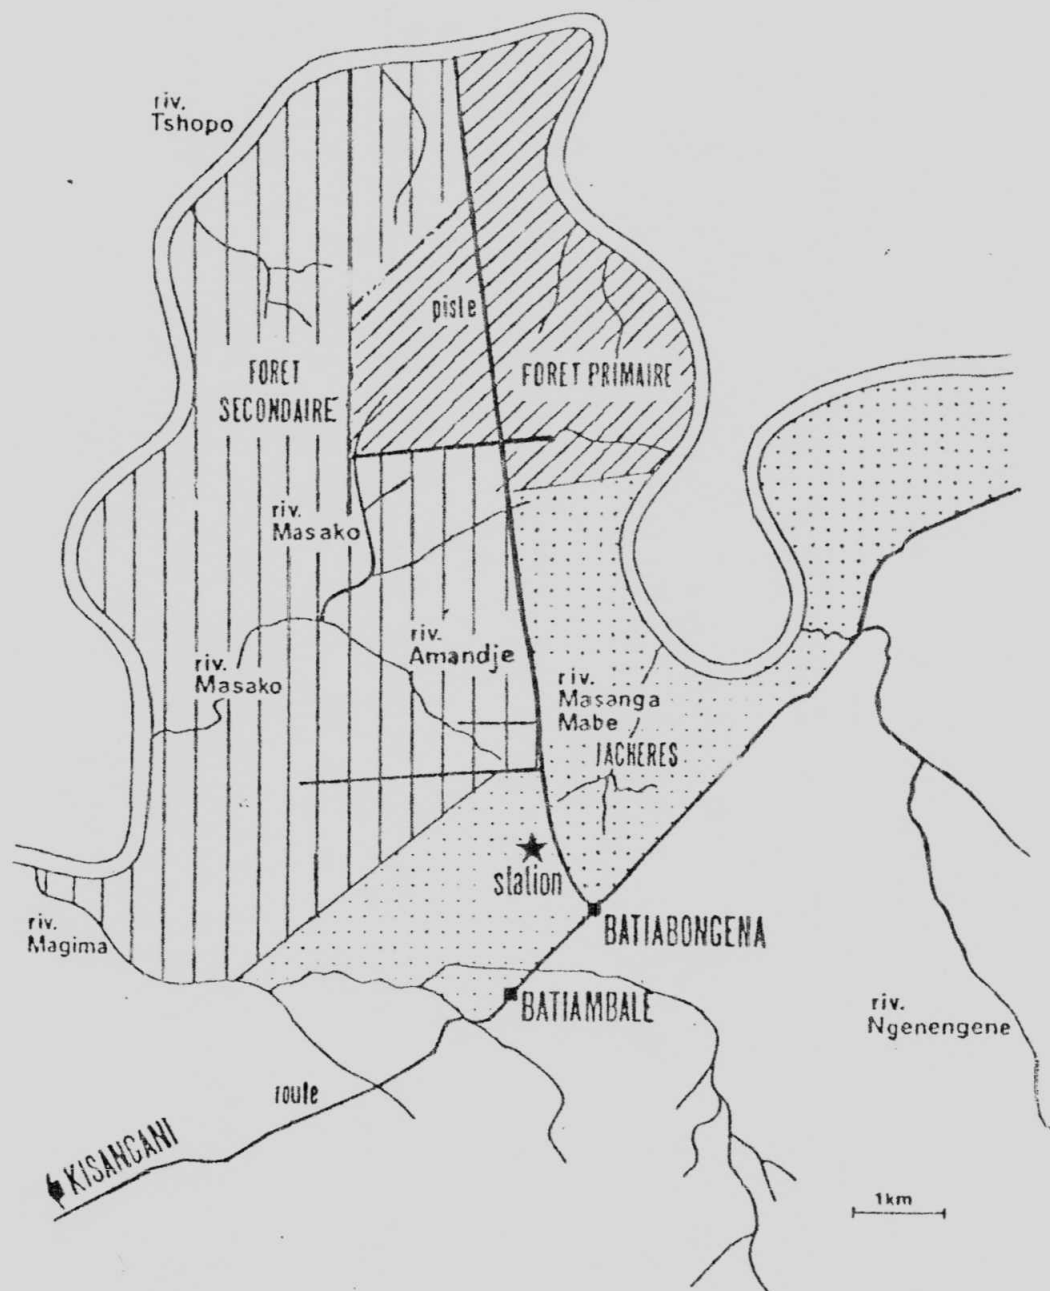 riv.
Tshopo
piste
FORET
SECONDAIRE
FORET PRIMAIRE
riv.
Masako
riv.
Amandje
riv.
Masako
riv.
Masanga
Mabe
JACHERES
station
BATIABONGENA
riv.
Magima
BATIAMBALE
riv.
Ngenengene
route
KISANGANI
1km